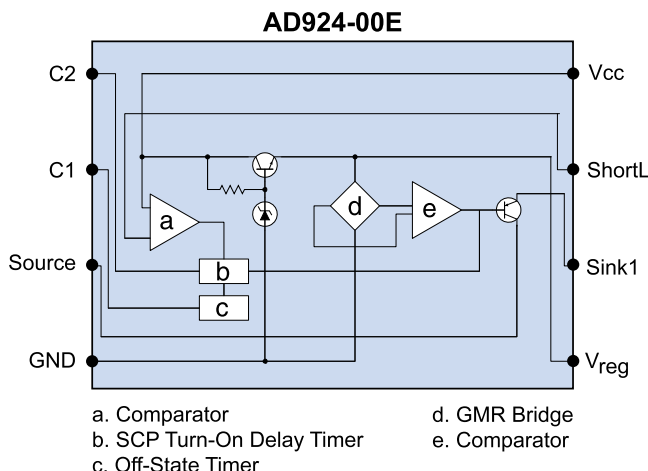 AD924-00E
C2
Vcc
C1
ShortL
a
d
e
Source
b
Sink1
c
GND
Vreg
a. Comparator
d. GMR Bridge
b. SCP Turn-On Delay Timer
e. Comparator
c. Off-State Timer